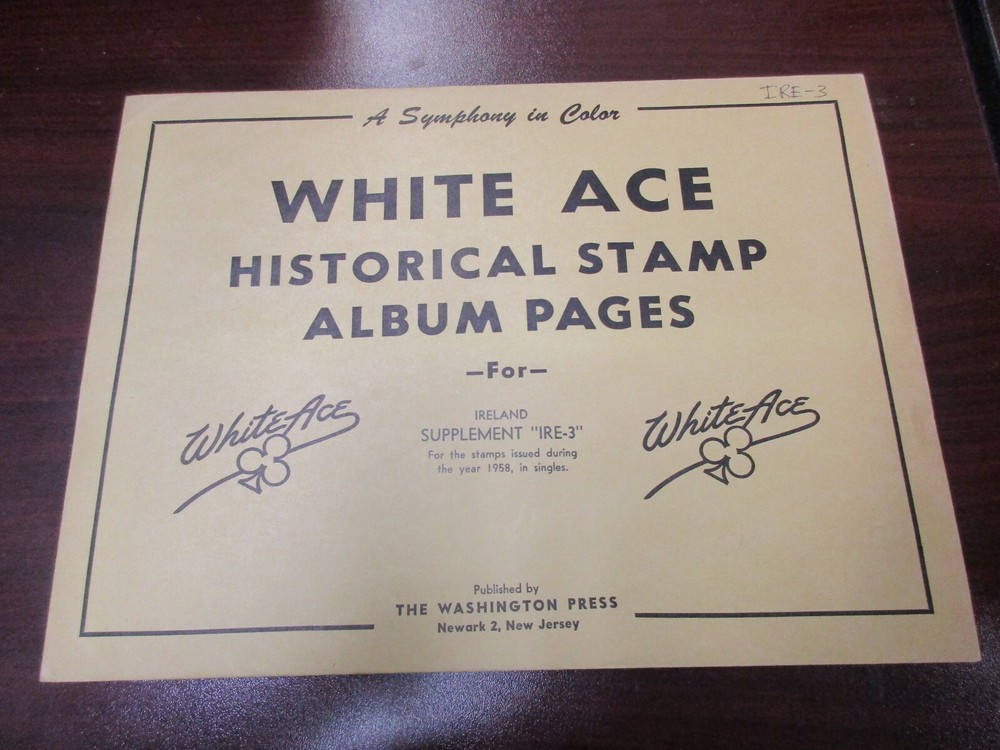 IRE-3
A Symphony in Color
WHITE ACE
HISTORICAL STAMP
ALBUM PAGES
—For—
White Ace
IRELAND
SUPPLEMENT "IRE-3"
For the stamps issued during
the year 1958, in singles.
White Ace
Published by
THE WASHINGTON PRESS
Newark 2, New Jersey